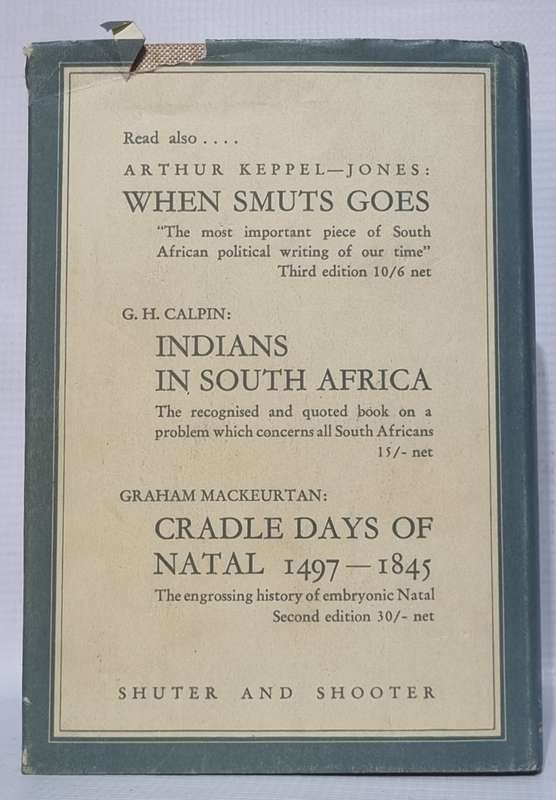 Read also . . . .
ARTHUR KEPPEL—JONES:
WHEN SMUTS GOES
"The most important piece of South
African political writing of our time"
Third edition 10/6 net
G. H. CALPIN:
INDIANS
IN SOUTH AFRICA
The recognised and quoted book on a
problem which concerns all South Africans
15/- net
GRAHAM MACKEURTAN:
CRADLE DAYS OF
NATAL 1497—1845
The engrossing history of embryonic Natal
Second edition 30/- net
SHUTER AND SHOOTER